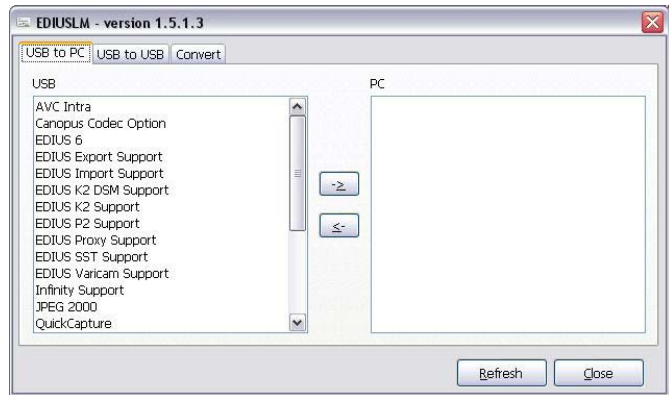 EDIUSLM - version 1.5.1.3
USB to PC USB to USB Convert
USB PC
AVC Intra
Canopus Codec Option
EDIUS 6
EDIUS Export Support
EDIUS Import Support
EDIUS K2 DSM Support
EDIUS K2 Support
EDIUS P2 Support
EDIUS Proxy Support
EDIUS SST Support
EDIUS Varicam Support
Infinity Support
JPEG 2000
QuickCapture
->
<-
Refresh Close